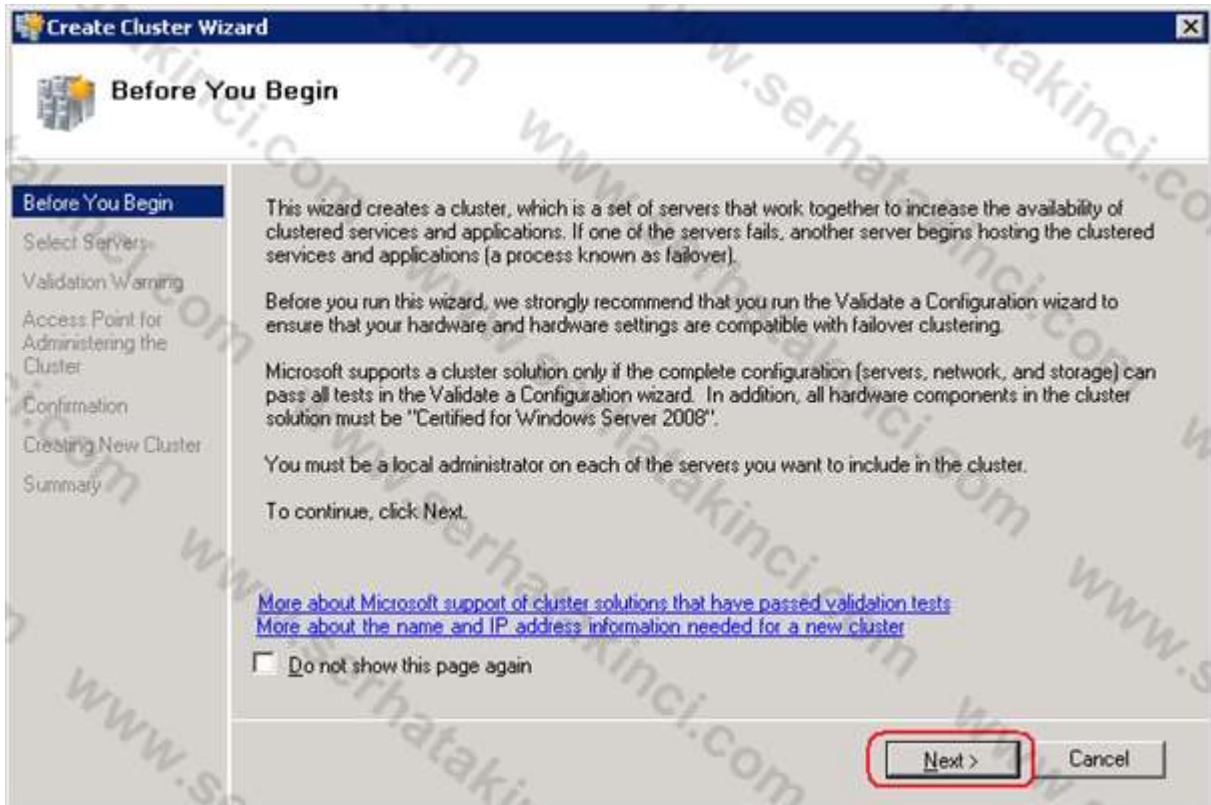 Create Cluster Wizard
Before You Begin
Before You Begin
Select Servers
Validation Warning
Access Point for
Administering the
Cluster
Confirmation
Creating New Cluster
Summary
This wizard creates a cluster, which is a set of servers that work together to increase the availability of
clustered services and applications. If one of the servers fails, another server begins hosting the clustered
services and applications (a process known as failover).
Before you run this wizard, we strongly recommend that you run the Validate a Configuration wizard to
ensure that your hardware and hardware settings are compatible with failover clustering.
Microsoft supports a cluster solution only if the complete configuration (servers, network, and storage) can
pass all tests in the Validate a Configuration wizard. In addition, all hardware components in the cluster
solution must be "Certified for Windows Server 2008".
You must be a local administrator on each of the servers you want to include in the cluster.
To continue, click Next.
More about Microsoft support of cluster solutions that have passed validation tests
More about the name and IP address information needed for a new cluster
Do not show this page again
Next >
Cancel
www.serhatakinci.com